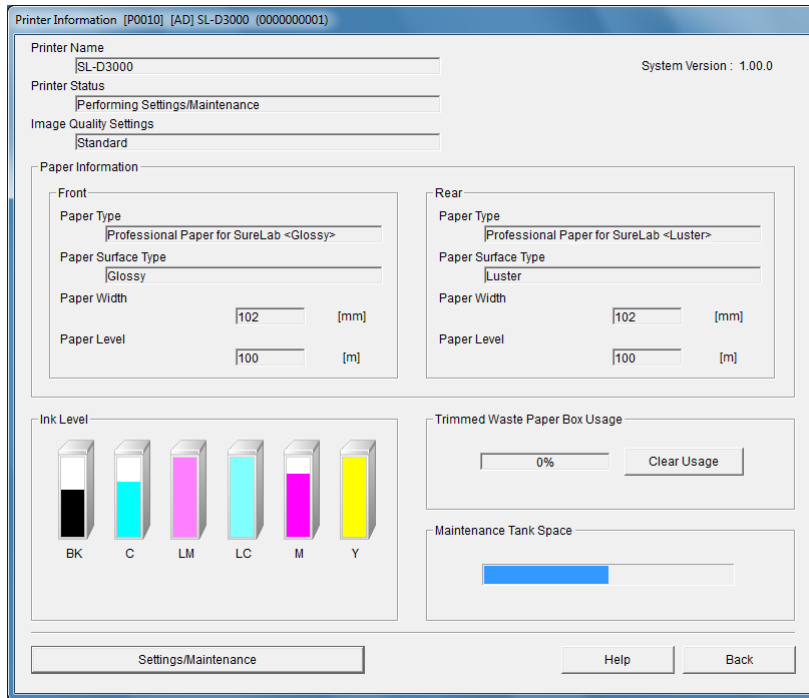 Printer Information [P0010] [AD] SL-D3000 (0000000001)
Printer Name
SL-D3000
System Version : 1.00.0
Printer Status
Performing Settings/Maintenance
Image Quality Settings
Standard
Paper Information
Front
Paper Type
Professional Paper for SureLab <Glossy>
Paper Surface Type
Glossy
Paper Width
102 [mm]
Paper Level
100 [m]
Rear
Paper Type
Professional Paper for SureLab <Luster>
Paper Surface Type
Luster
Paper Width
102 [mm]
Paper Level
100 [m]
Ink Level
BK C LM LC M Y
Trimmed Waste Paper Box Usage
0% Clear Usage
Maintenance Tank Space
Settings/Maintenance Help Back